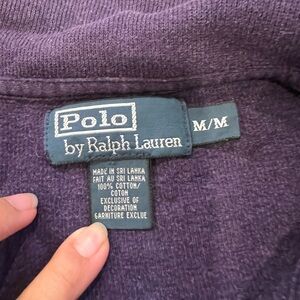 Polo
by Ralph Lauren
M/M
MADE IN SRI LANKA
FAIT AU SRI LANKA
100% COTTON/
COTON
EXCLUSIVE OF
DECORATION
GARNITURE EXCLUE